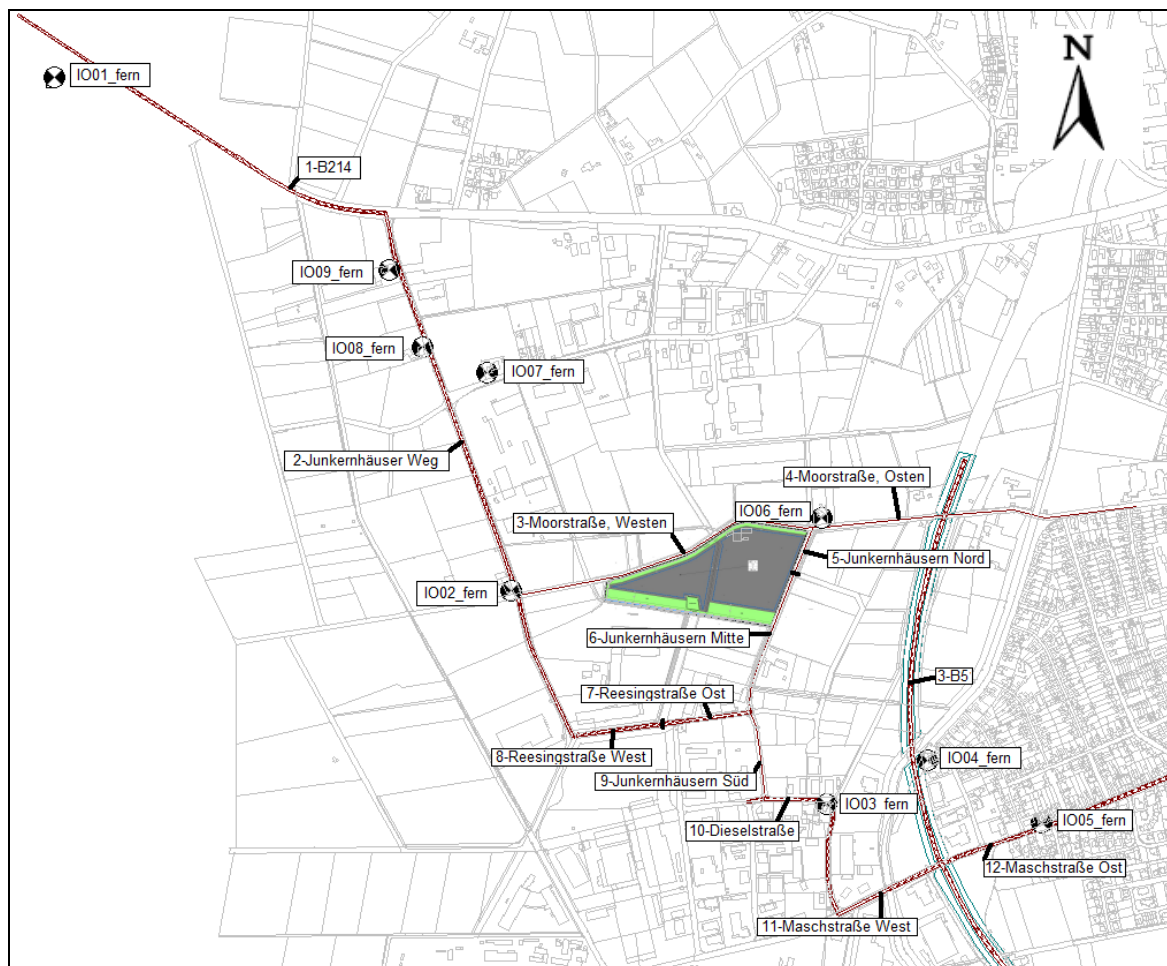 N
IO01_fern
1-B214
IO09_fern
IO08_fern
IO07_fern
2-Junkernhäuser Weg
4-Moorstraße, Osten
IO06_fern
3-Moorstraße, Westen
5-Junkernhäusern Nord
IO02_fern
6-Junkernhäusern Mitte
3-B5
7-Reesingstraße Ost
8-Reesingstraße West
IO04_fern
9-Junkernhäusern Süd
IO03_fern
IO05_fern
10-Dieselstraße
12-Maschstraße Ost
11-Maschstraße West